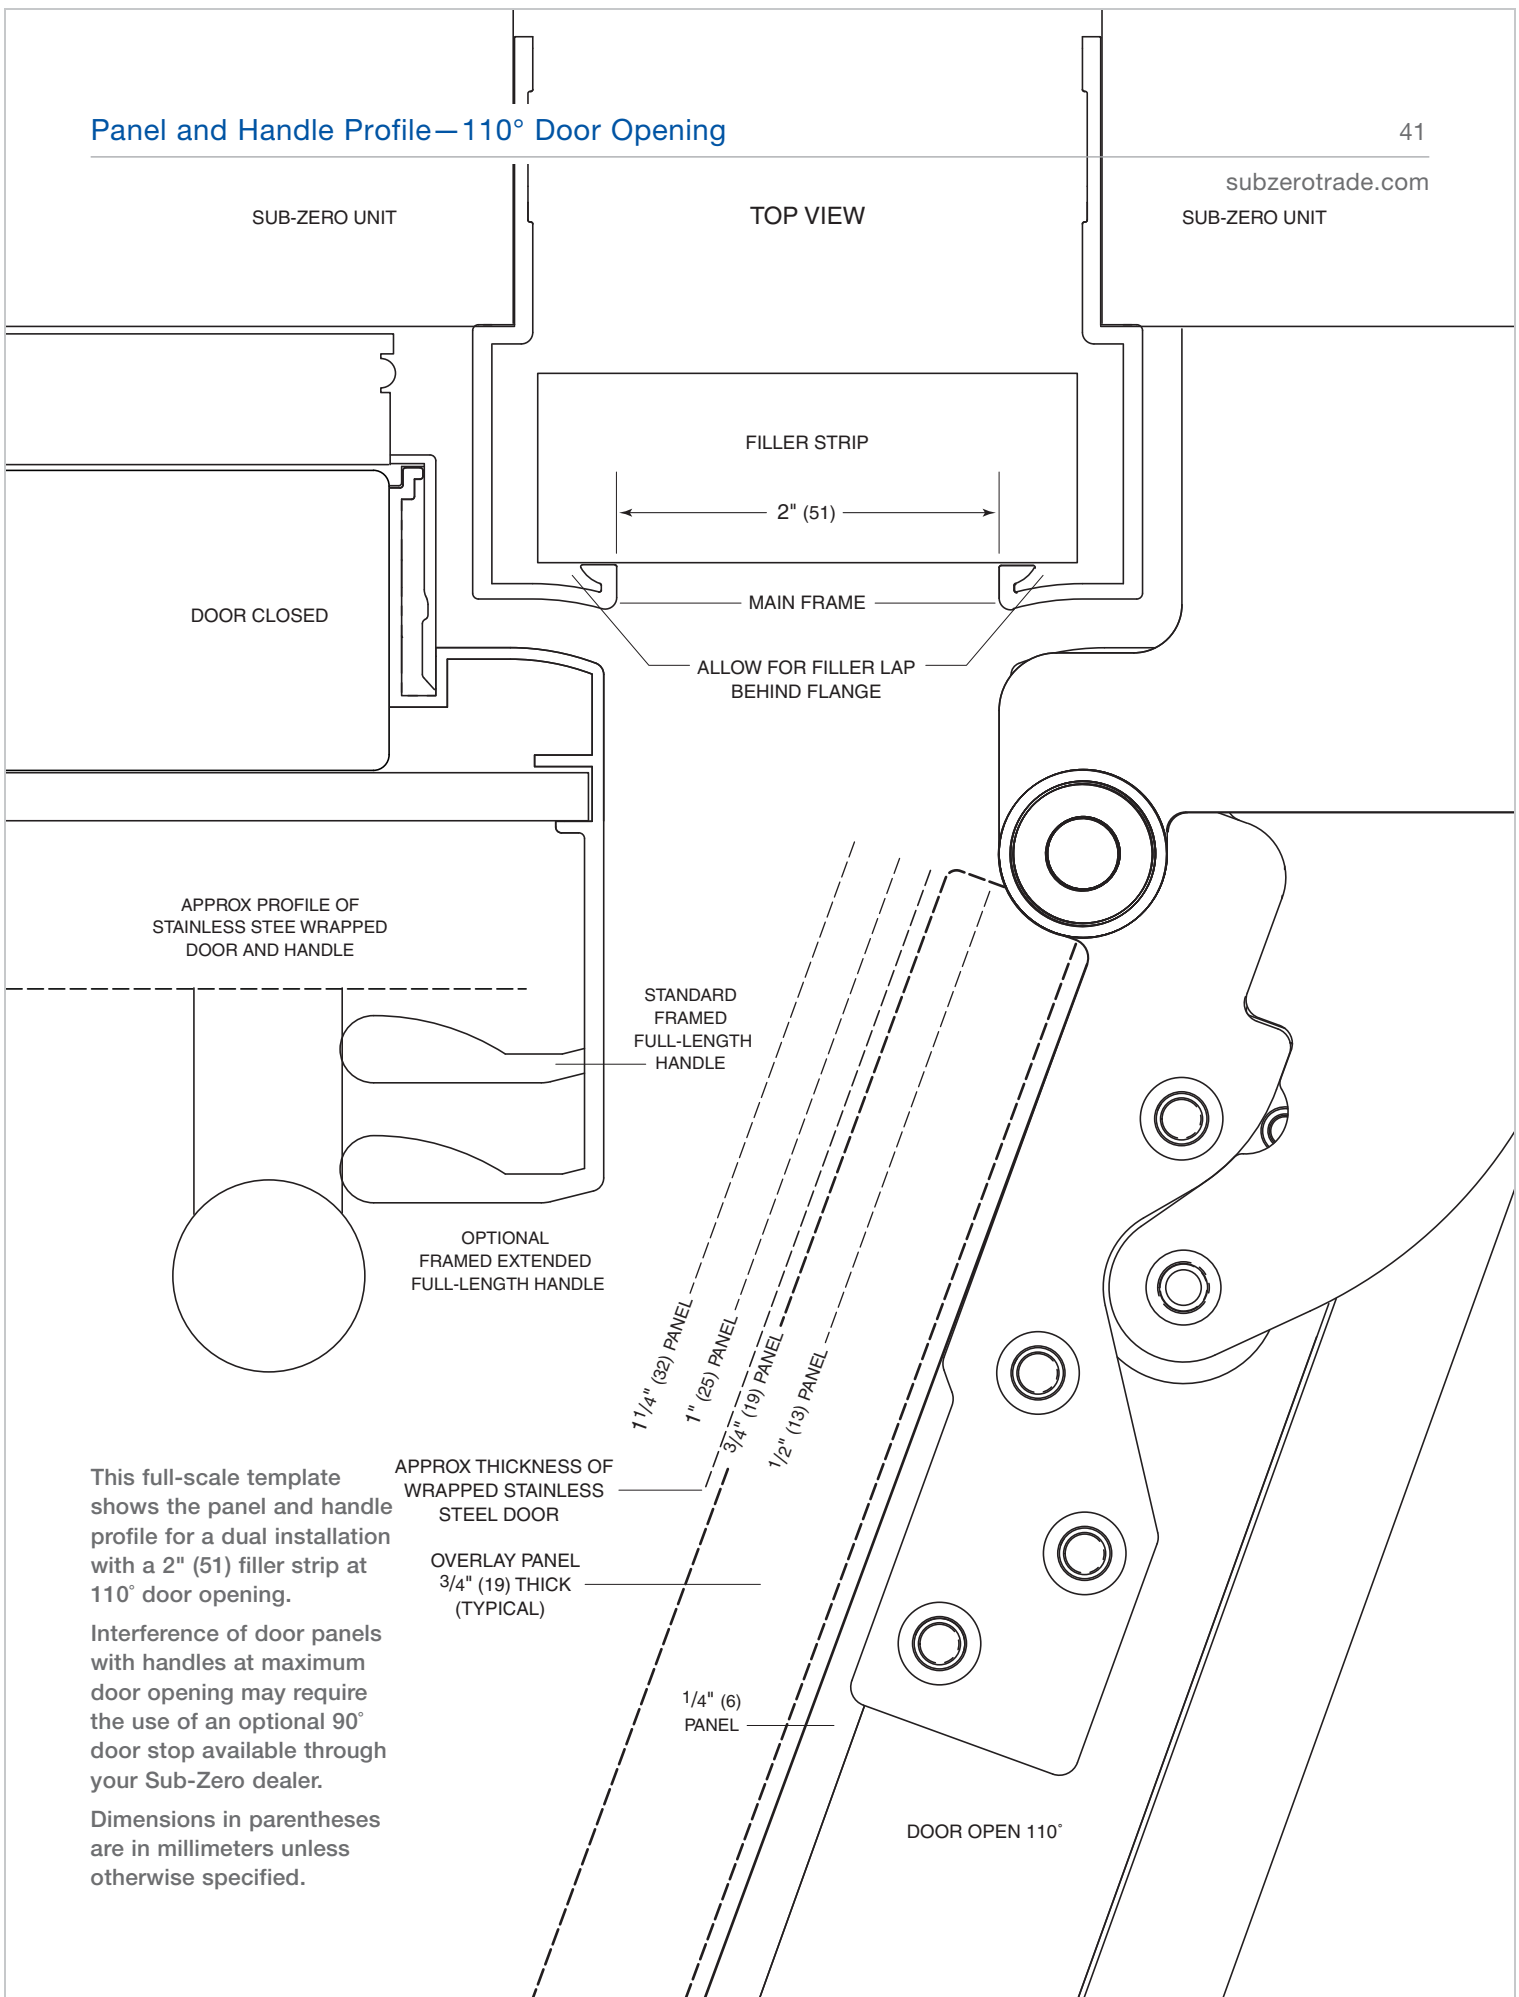 Panel and Handle Profile—110° Door Opening
41
subzerotrade.com
SUB-ZERO UNIT
TOP VIEW
SUB-ZERO UNIT
FILLER STRIP
2" (51)
MAIN FRAME
ALLOW FOR FILLER LAP
BEHIND FLANGE
DOOR CLOSED
APPROX PROFILE OF
STAINLESS STEE WRAPPED
DOOR AND HANDLE
STANDARD
FRAMED
FULL-LENGTH
HANDLE
OPTIONAL
FRAMED EXTENDED
FULL-LENGTH HANDLE
1 1/4" (32) PANEL
1" (25) PANEL
3/4" (19) PANEL
1/2" (13) PANEL
APPROX THICKNESS OF
WRAPPED STAINLESS
STEEL DOOR
OVERLAY PANEL
3/4" (19) THICK
(TYPICAL)
1/4" (6)
PANEL
DOOR OPEN 110°
This full-scale template
shows the panel and handle
profile for a dual installation
with a 2" (51) filler strip at
110° door opening.
Interference of door panels
with handles at maximum
door opening may require
the use of an optional 90°
door stop available through
your Sub-Zero dealer.
Dimensions in parentheses
are in millimeters unless
otherwise specified.